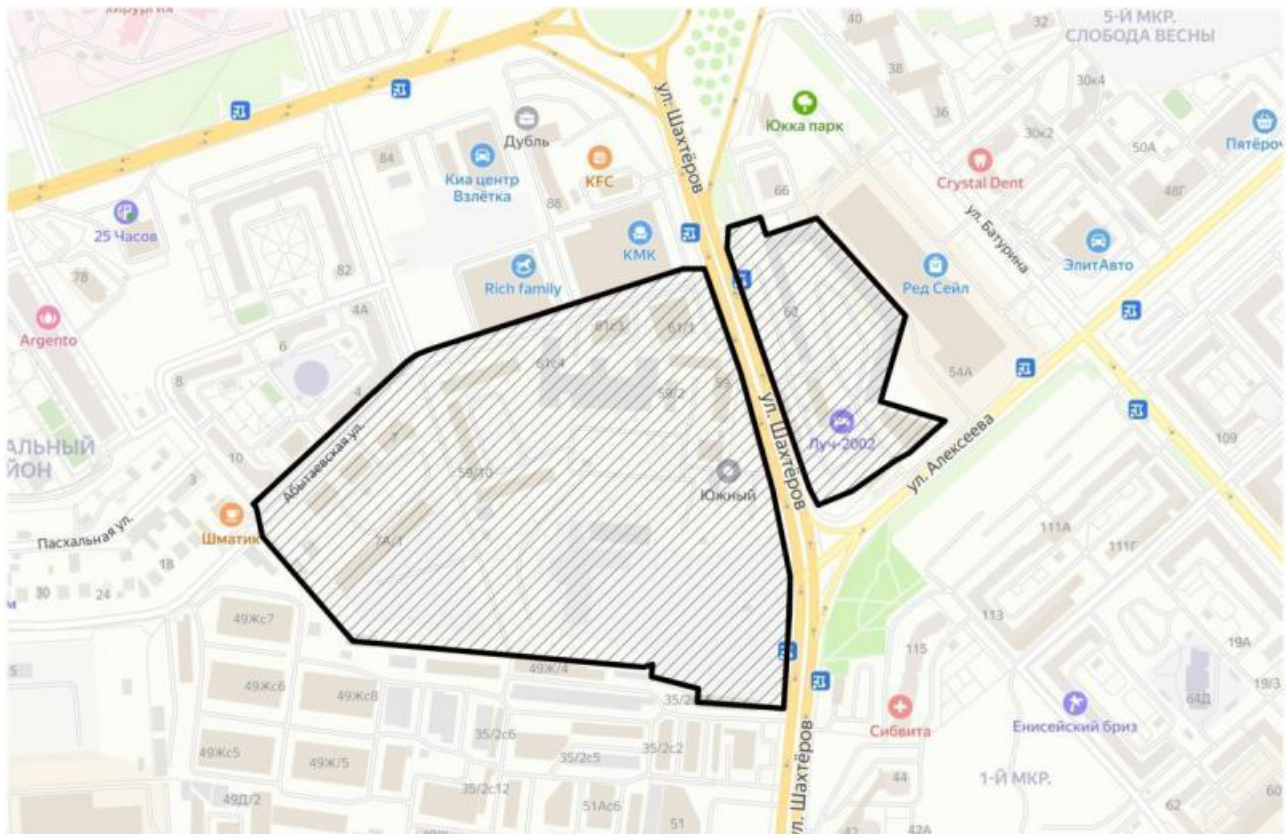 хирургия
40
32
5-Й МКР.
СЛОБОДА ВЕСНЫ
38
30к4
36
Юкка парк
Дубль
ул. Шахтёров
30к2
Пятёроч
50А
84
Киа центр
Взлётка
KFC
Crystal Dent
66
88
48Г
25 Часов
КМК
ул. Батурина
ЭлитАвто
78
82
Rich family
Ред Сейл
4А
Argento
61с3
61/1
62
6
61с4
54А
8
4
59/2
59
ул. Шахтёров
Луч-2002
109
АЛЬНЫЙ
ЙОН
7
10
Абытаевская ул.
59/10
ул. Алексеева
3
Южный
Шматик
111А
Пасхальная ул.
7А/1
111Г
18
30
24
м
49Жс7
113
115
19А
49Ж/4
49Жс6
49Жс8
35/2
64Д
19/3
Сибвита
Енисейский бриз
35/2с6
35/2с2
49Жс5
49Ж/5
35/2с5
ул. Шахтёров
44
1-Й МКР.
35/2с12
49Д/2
51Ас6
51
42
42А
62
60